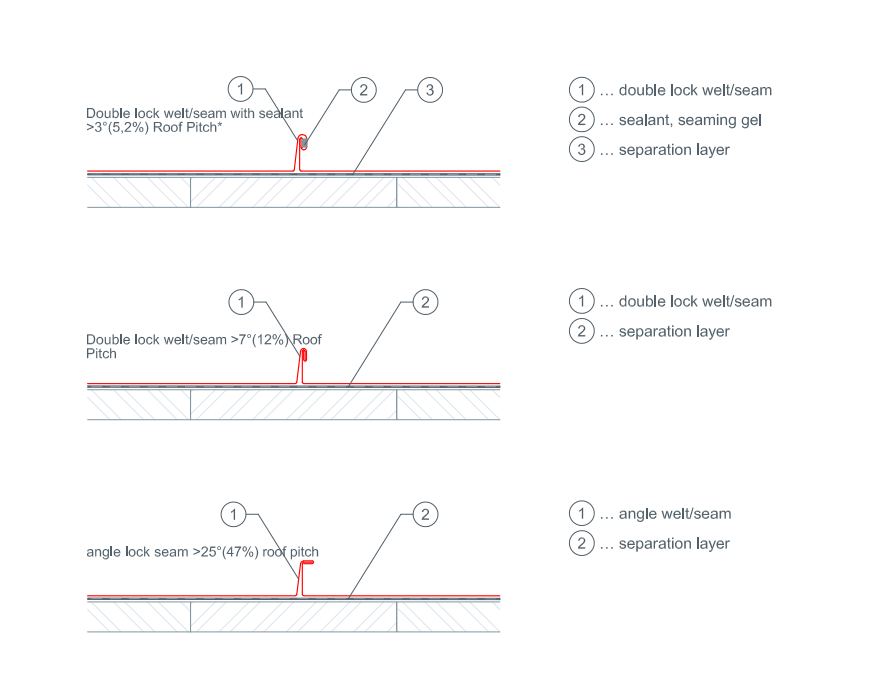 1 2 3
Double lock welt/seam with sealant
>3°(5,2%) Roof Pitch*
1 ... double lock welt/seam
2 ... sealant, seaming gel
3 ... separation layer
1 2
Double lock welt/seam >7°(12%) Roof
Pitch
1 ... double lock welt/seam
2 ... separation layer
1 2
angle lock seam >25°(47%) roof pitch
1 ... angle welt/seam
2 ... separation layer